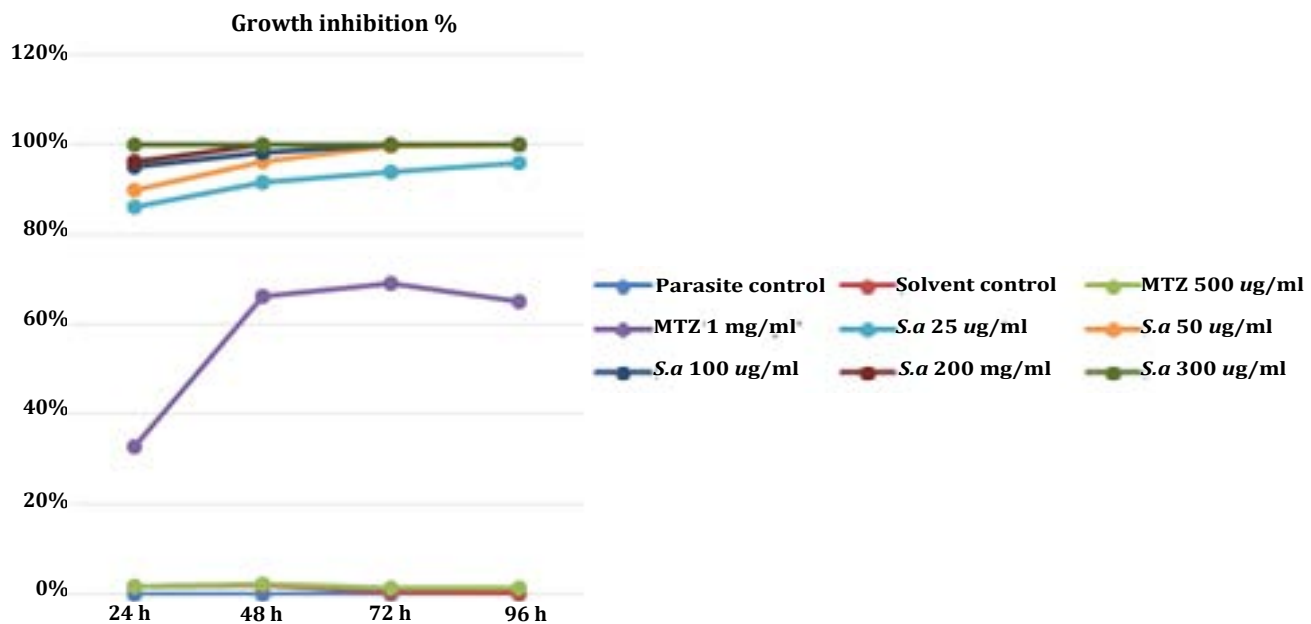 Growth inhibition %
120%
100%
80%
60%
40%
20%
0%
24 h 48 h 72 h 96 h
Parasite control Solvent control MTZ 500 ug/ml
MTZ 1 mg/ml S.a 25 ug/ml S.a 50 ug/ml
S.a 100 ug/ml S.a 200 mg/ml S.a 300 ug/ml